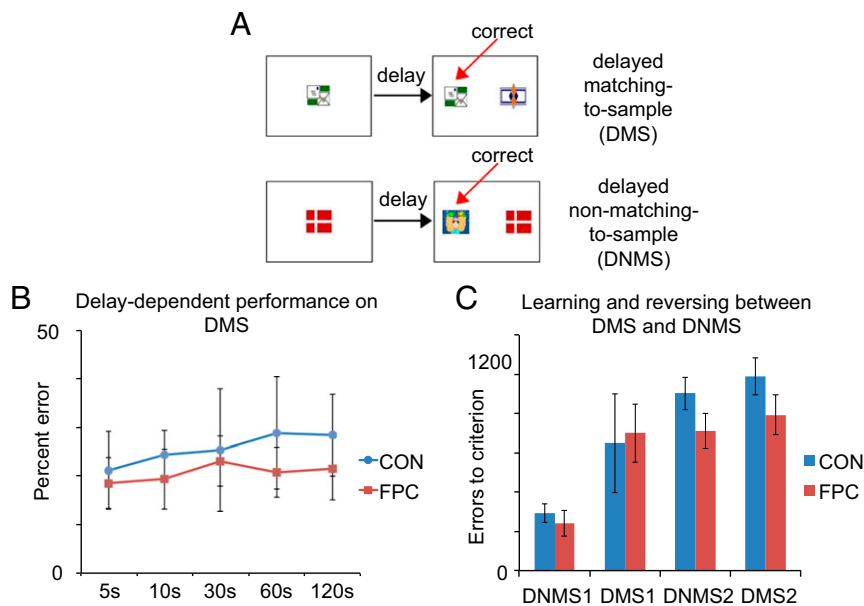 A
correct
delay
delayed
matching-
to-sample
(DMS)
correct
delay
delayed
non-matching-
to-sample
(DNMS)
B
Delay-dependent performance on
DMS
50
Percent error
0
5s 10s 30s 60s 120s
CON
FPC
C
Learning and reversing between
DMS and DNMS
1200
Errors to criterion
0
DNMS1 DMS1 DNMS2 DMS2
CON
FPC